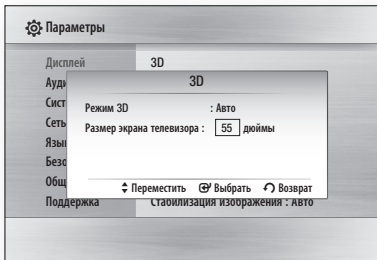 Параметры
Дисплей
3D
Ауди
Сист
Сеть
Язы
Безо
Общ
Поддержка
Стабилизация изображения : Авто
3D
Режим 3D : Авто
Размер экрана телевизора : 55 дюймы
Переместить Выбрать Возврат